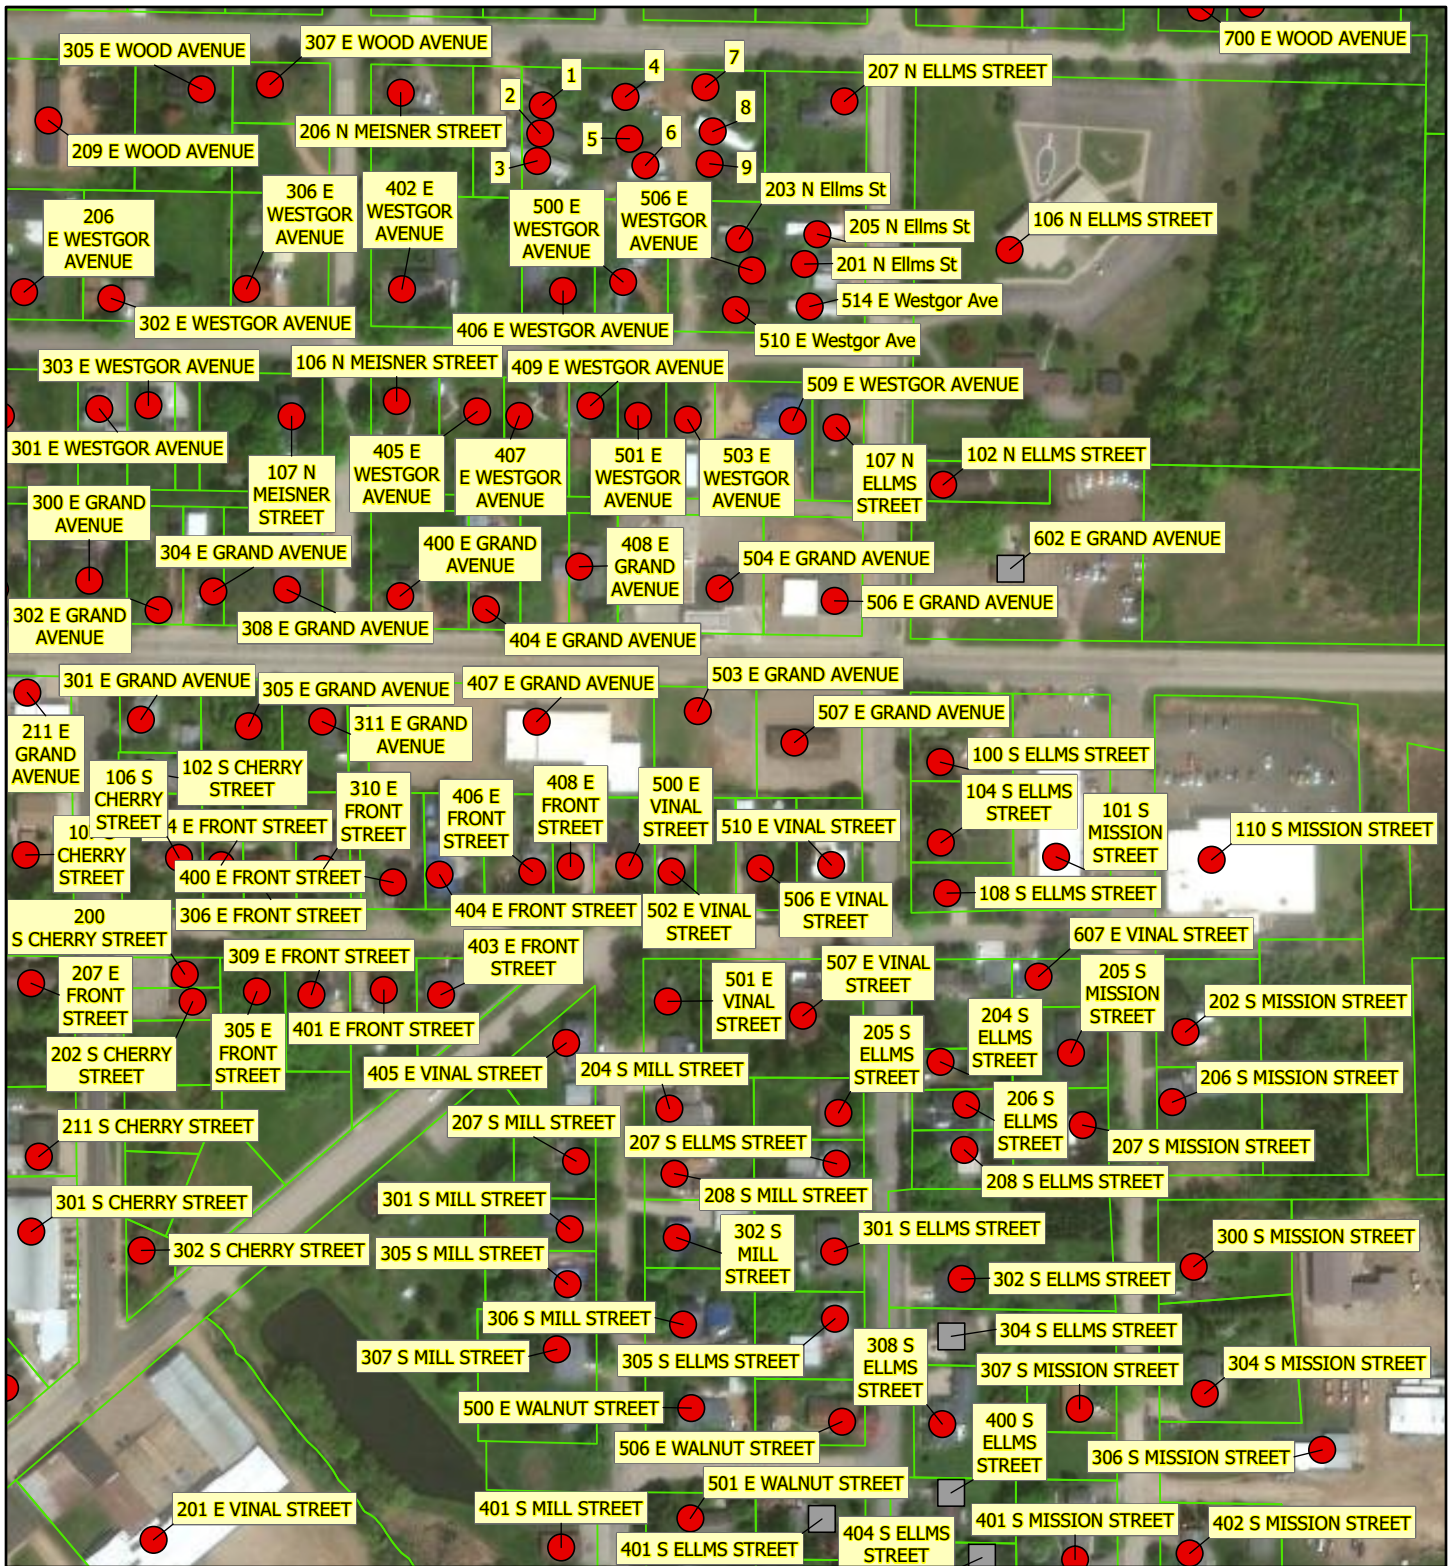 305 E WOOD AVENUE
307 E WOOD AVENUE
700 E WOOD AVENUE
1
4
7
207 N ELLMS STREET
2
206 N MEISNER STREET
8
5
6
209 E WOOD AVENUE
3
9
306 E
WESTGOR
AVENUE
402 E
WESTGOR
AVENUE
500 E
WESTGOR
AVENUE
506 E
WESTGOR
AVENUE
203 N Ellms St
206
E WESTGOR
AVENUE
205 N Ellms St
106 N ELLMS STREET
201 N Ellms St
514 E Westgor Ave
302 E WESTGOR AVENUE
406 E WESTGOR AVENUE
510 E Westgor Ave
303 E WESTGOR AVENUE
106 N MEISNER STREET
409 E WESTGOR AVENUE
509 E WESTGOR AVENUE
301 E WESTGOR AVENUE
107 N
MEISNER
STREET
405 E
WESTGOR
AVENUE
407
E WESTGOR
AVENUE
501 E
WESTGOR
AVENUE
503 E
WESTGOR
AVENUE
107 N
ELLMS
STREET
102 N ELLMS STREET
300 E GRAND
AVENUE
304 E GRAND AVENUE
400 E GRAND
AVENUE
408 E
GRAND
AVENUE
504 E GRAND AVENUE
602 E GRAND AVENUE
302 E GRAND
AVENUE
308 E GRAND AVENUE
404 E GRAND AVENUE
506 E GRAND AVENUE
301 E GRAND AVENUE
305 E GRAND AVENUE
407 E GRAND AVENUE
503 E GRAND AVENUE
211 E
GRAND
AVENUE
311 E GRAND
AVENUE
507 E GRAND AVENUE
102 S CHERRY
STREET
106 S
CHERRY
STREET
310 E
FRONT
STREET
406 E
FRONT
STREET
408 E
FRONT
STREET
500 E
VINAL
STREET
100 S ELLMS STREET
104 S ELLMS
STREET
101 S
MISSION
STREET
110 S MISSION STREET
CHERRY
STREET
E FRONT STREET
510 E VINAL STREET
400 E FRONT STREET
306 E FRONT STREET
404 E FRONT STREET
502 E VINAL
STREET
506 E VINAL
STREET
108 S ELLMS STREET
200
S CHERRY STREET
607 E VINAL STREET
309 E FRONT STREET
403 E FRONT
STREET
207 E
FRONT
STREET
501 E
VINAL
STREET
507 E VINAL
STREET
205 S
MISSION
STREET
202 S MISSION STREET
202 S CHERRY
STREET
305 E
FRONT
STREET
401 E FRONT STREET
204 S
ELLMS
STREET
205 S
ELLMS
STREET
405 E VINAL STREET
204 S MILL STREET
206 S MISSION STREET
206 S
ELLMS
STREET
211 S CHERRY STREET
207 S MILL STREET
207 S ELLMS STREET
207 S MISSION STREET
208 S ELLMS STREET
208 S MILL STREET
301 S CHERRY STREET
301 S MILL STREET
302 S
MILL
STREET
301 S ELLMS STREET
300 S MISSION STREET
302 S CHERRY STREET
305 S MILL STREET
302 S ELLMS STREET
306 S MILL STREET
304 S ELLMS STREET
307 S MILL STREET
305 S ELLMS STREET
308 S
ELLMS
STREET
307 S MISSION STREET
304 S MISSION STREET
500 E WALNUT STREET
400 S
ELLMS
STREET
506 E WALNUT STREET
306 S MISSION STREET
501 E WALNUT STREET
201 E VINAL STREET
401 S MILL STREET
401 S ELLMS STREET
404 S ELLMS
STREET
401 S MISSION STREET
402 S MISSION STREET